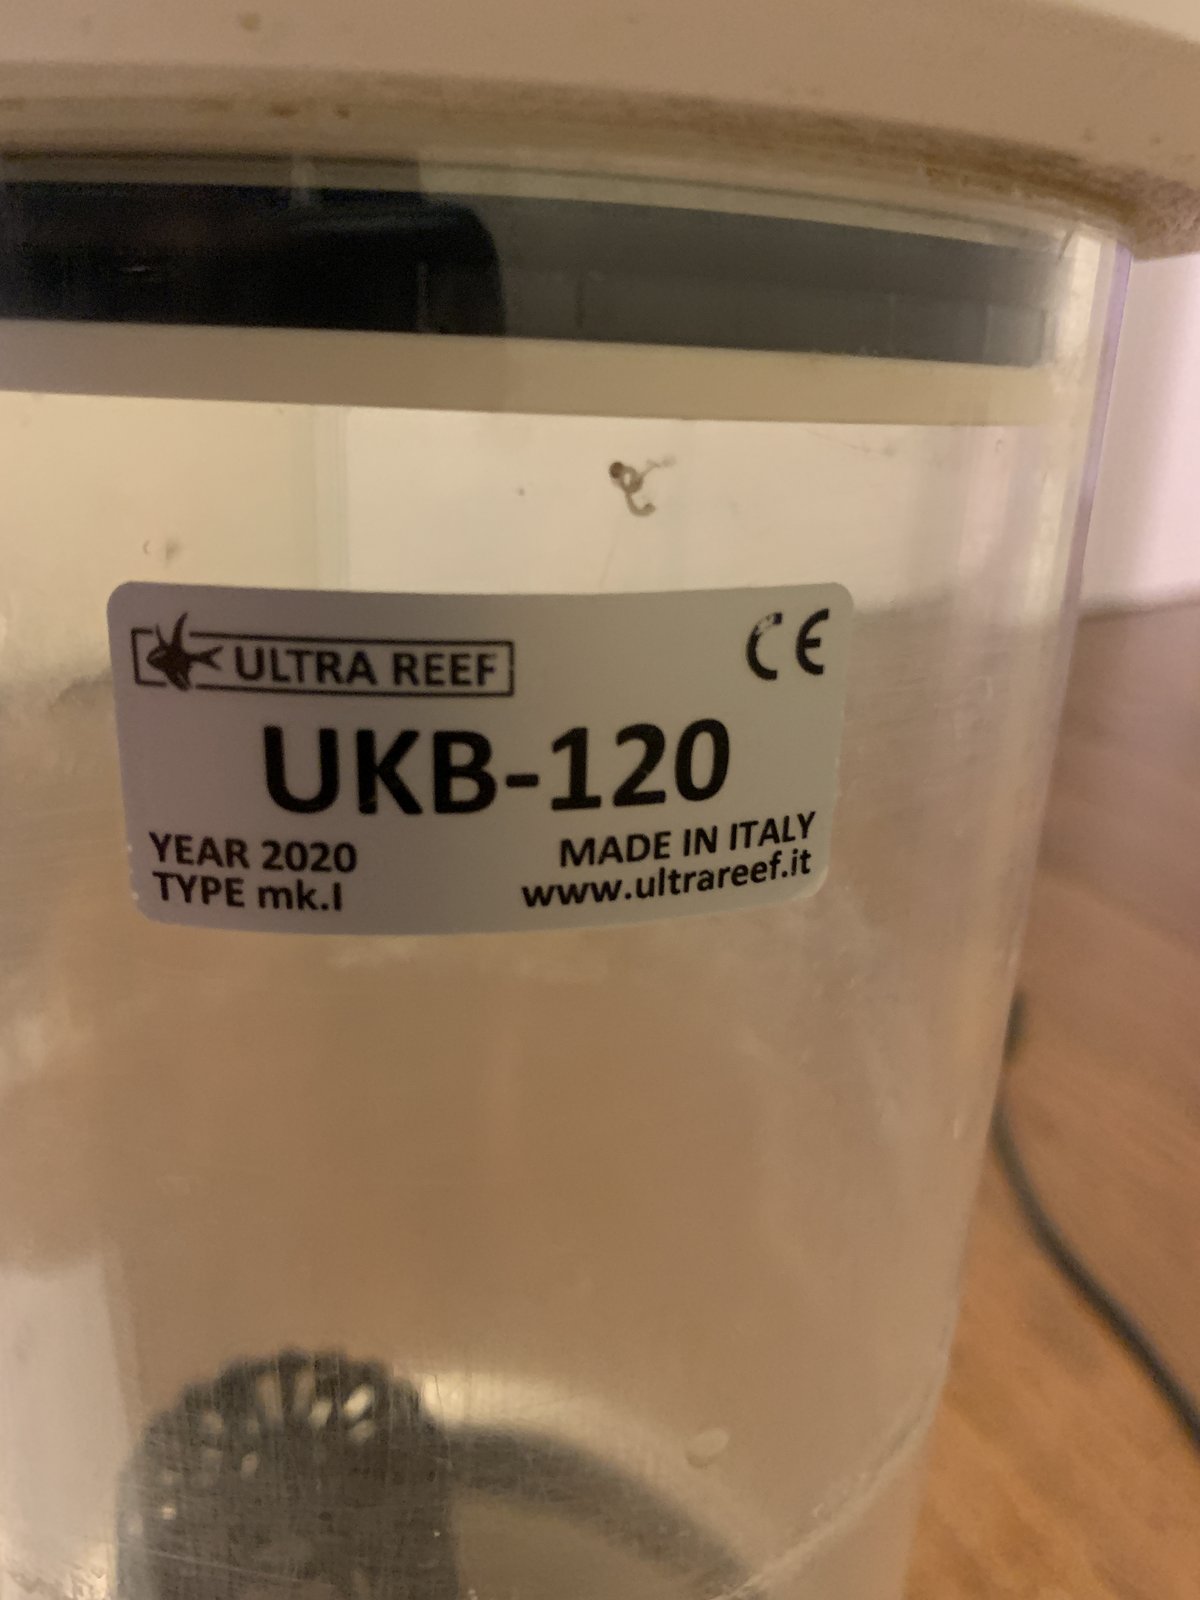 ULTRA REEF
CE
UKB-120
YEAR 2020
TYPE mk.I
MADE IN ITALY
www.ultrareef.it